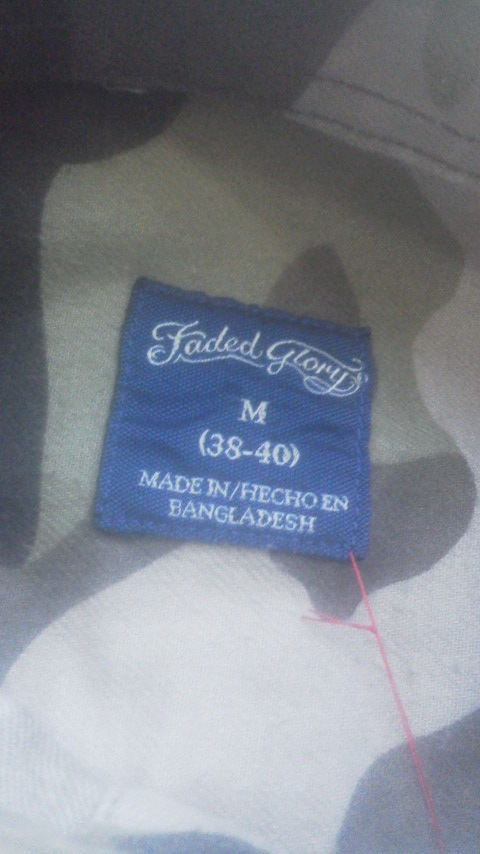 Faded Glory
M
(38-40)
MADE IN/HECHO EN
BANGLADESH